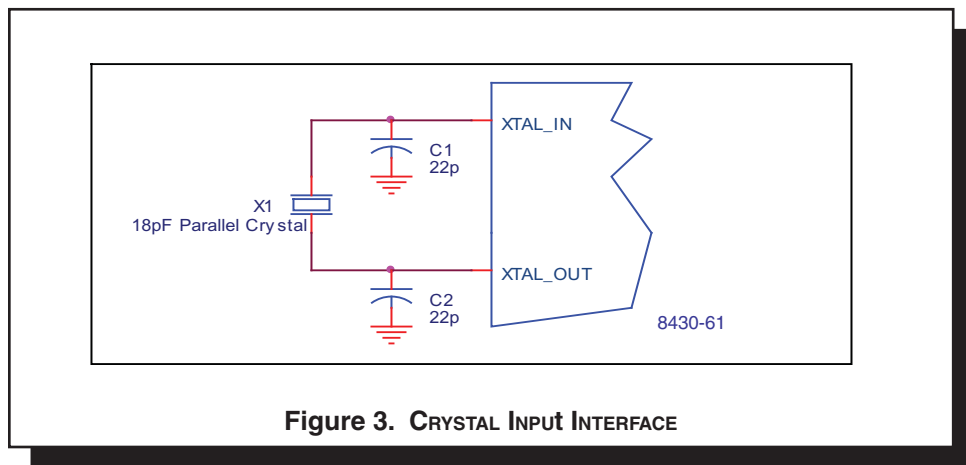 XTAL_IN
C1
22p
X1
18pF Parallel Crystal
XTAL_OUT
C2
22p
8430-61
Figure 3. CRYSTAL INPUt INTERFACE